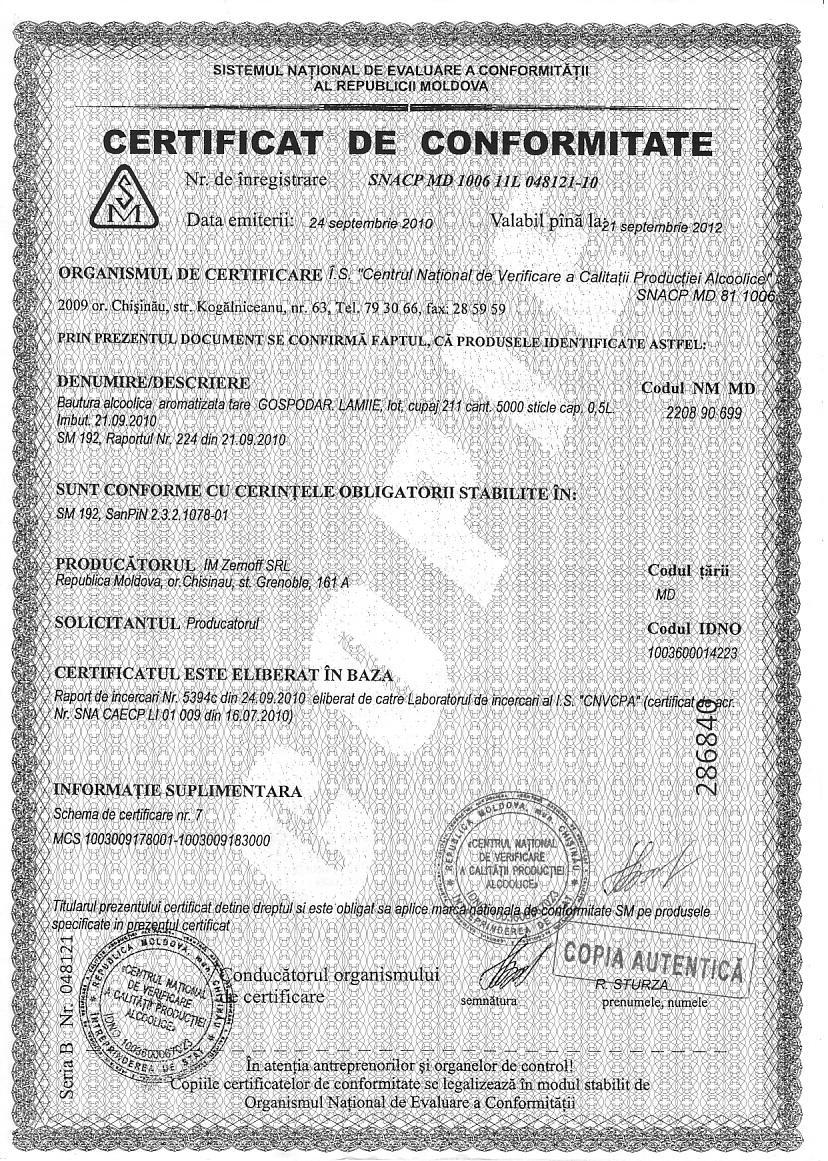 SISTEMUL NAȚIONAL DE EVALUARE A CONFORMITĂȚII
AL REPUBLICII MOLDOVA
CERTIFICAT DE CONFORMITATE
SM
Nr. de înregistrare SNACP MD 1006 11L 048121-10
Data emiterii: 24 septembrie 2010 Valabil pînă la: 21 septembrie 2012
ORGANISMUL DE CERTIFICARE Î.S. "Centrul Național de Verificare a Calitații Producției Alcoolice"
SNACP MD 81 1006
2009 or. Chişinău, str. Kogălniceanu, nr. 63, Tel. 79 30 66, fax: 28 59 59
PRIN PREZENTUL DOCUMENT SE CONFIRMĂ FAPTUL, CĂ PRODUSELE IDENTIFICATE ASTFEL:
DENUMIRE/DESCRIERE
Codul NM MD
Bautura alcoolica aromatizata tare GOSPODAR. LAMIIE, lot, cupaj 211 cant. 5000 sticle cap. 0,5L.
2208 90 699
Imbut. 21.09.2010
SM 192, Raportul Nr. 224 din 21.09.2010
SUNT CONFORME CU CERINȚELE OBLIGATORII STABILITE ÎN:
SM 192, SanPiN 2.3.2.1078-01
PRODUCĂTORUL IM Zernoff SRL
Republica Moldova, or.Chisinau, st. Grenoble, 161 A
Codul țării
MD
SOLICITANTUL Producatorul
Codul IDNO
1003600014223
CERTIFICATUL ESTE ELIBERAT ÎN BAZA
Raport de incercari Nr. 5394c din 24.09.2010 eliberat de catre Laboratorul de incercari al I.S. "CNVCPA" (certificat de acr.
Nr. SNA CAECP LI 01 009 din 16.07.2010)
286840
INFORMAȚIE SUPLIMENTARA
Schema de certificare nr. 7
MCS 1003009178001-1003009183000
REPUBLICA MOLDOVA, mun. CHIŞINĂU
«CENTRUL NAȚIONAL
DE VERIFICARE
A CALITĂȚII PRODUCȚIEI
ALCOOLICE»
ÎNTREPRINDEREA DE STAT
Titularul prezentului certificat detine dreptul si este obligat sa aplice marca nationala de conformitate SM pe produsele
specificate in prezentul certificat
REPUBLICA MOLDOVA, mun. CHIŞINĂU
«CENTRUL NAȚIONAL
DE VERIFICARE
A CALITĂȚII PRODUCȚIEI
ALCOOLICE»
IDNO 1006600067023
ÎNTREPRINDEREA DE STAT
Conducătorul organismului
de certificare
semnătura
COPIA AUTENTICĂ
R. STURZA
prenumele, numele
Seria B Nr. 048121
În atenția antreprenorilor şi organelor de control!
Copiile certificatelor de conformitate se legalizează în modul stabilit de
Organismul Național de Evaluare a Conformității
COPIE